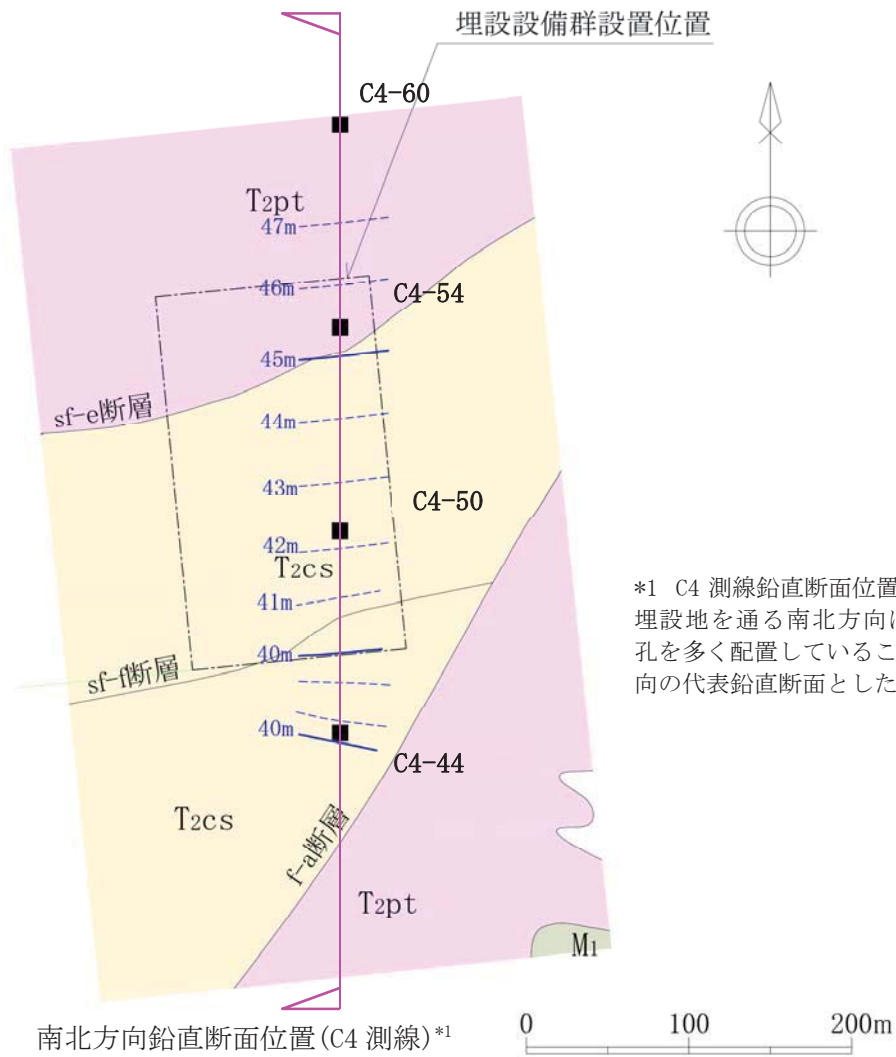 埋設設備群設置位置
C4-60
T2pt
47m
46m
C4-54
45m
sf-e断層
44m
43m
C4-50
42m
T2cs
*1 C4 測線鉛直断面位置
埋設地を通る南北方向に
孔を多く配置しているこ
向の代表鉛直断面とした
41m
40m
sf-f断層
40m
C4-44
T2cs
f-a断層
T2pt
M1
南北方向鉛直断面位置(C4 測線)*1
0 100 200m